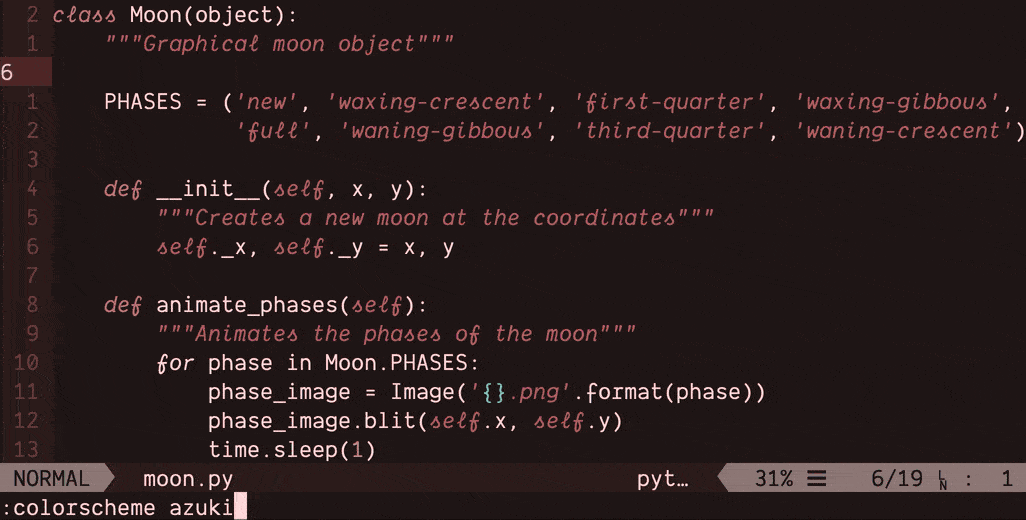 2 class Moon(object):
1     """Graphical moon object"""
6
1     PHASES = ('new', 'waxing-crescent', 'first-quarter', 'waxing-gibbous',
2               'full', 'waning-gibbous', 'third-quarter', 'waning-crescent')
3
4     def __init__(self, x, y):
5         """Creates a new moon at the coordinates"""
6         self._x, self._y = x, y
7
8     def animate_phases(self):
9         """Animates the phases of the moon"""
10         for phase in Moon.PHASES:
11             phase_image = Image('{}.png'.format(phase))
12             phase_image.blit(self.x, self.y)
13             time.sleep(1)
NORMAL  moon.py  pyt…  31% ☰  6/19 ␤ :  1
:colorscheme azuki